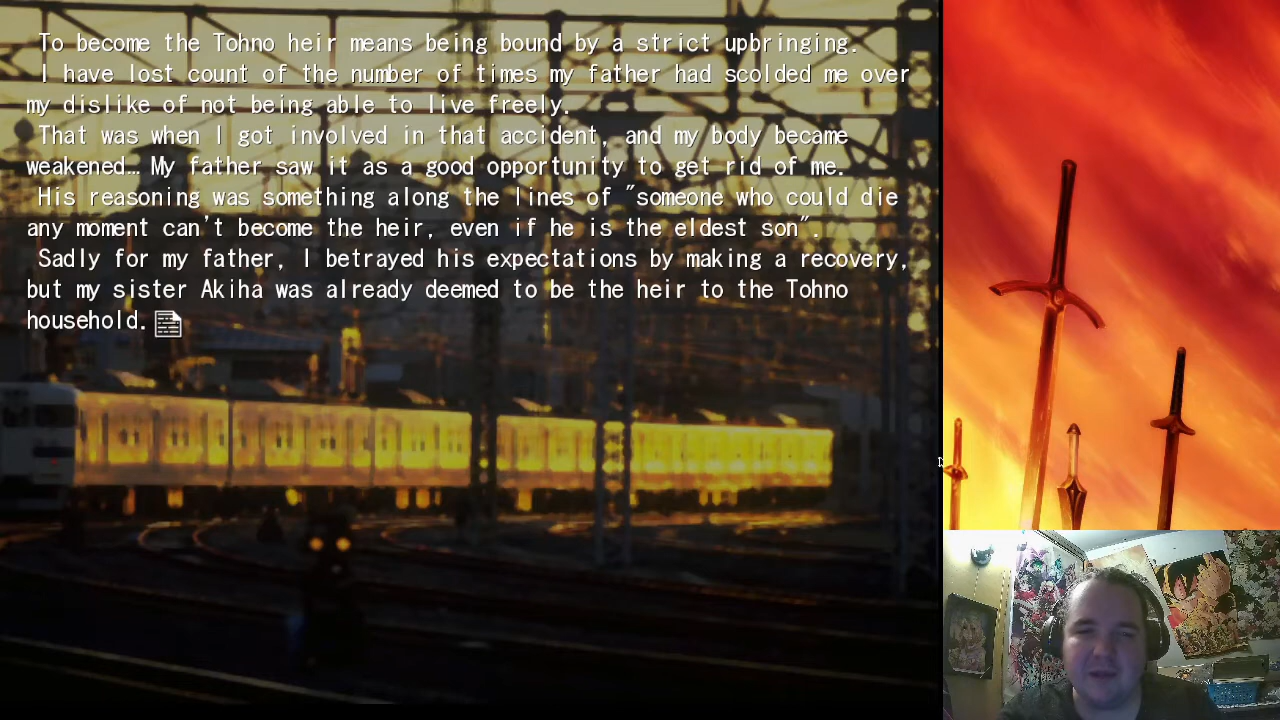 To become the Tohno heir means being bound by a strict upbringing.
I have lost count of the number of times my father had scolded me over
my dislike of not being able to live freely.
That was when I got involved in that accident, and my body became
weakened… My father saw it as a good opportunity to get rid of me.
His reasoning was something along the lines of "someone who could die
any moment can't become the heir, even if he is the eldest son".
Sadly for my father, I betrayed his expectations by making a recovery,
but my sister Akiha was already deemed to be the heir to the Tohno
household.